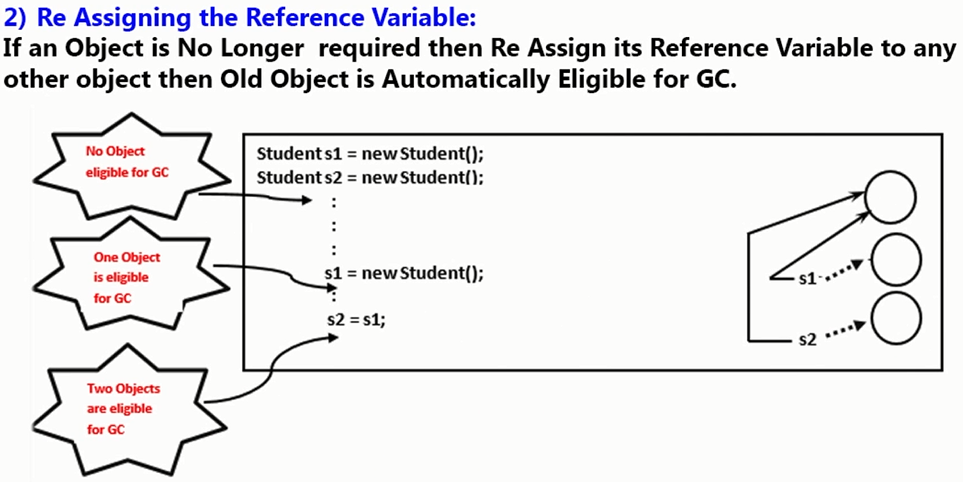 2) Re Assigning the Reference Variable:
If an Object is No Longer required then Re Assign its Reference Variable to any
other object then Old Object is Automatically Eligible for GC.
No Object
eligible for GC
Student s1 = new Student();
Student s2 = new Student();
:
:
:
One Object
is eligible
for GC
s1 = new Student();
:
s2 = s1;
Two Objects
are eligible
for GC
s1
s2